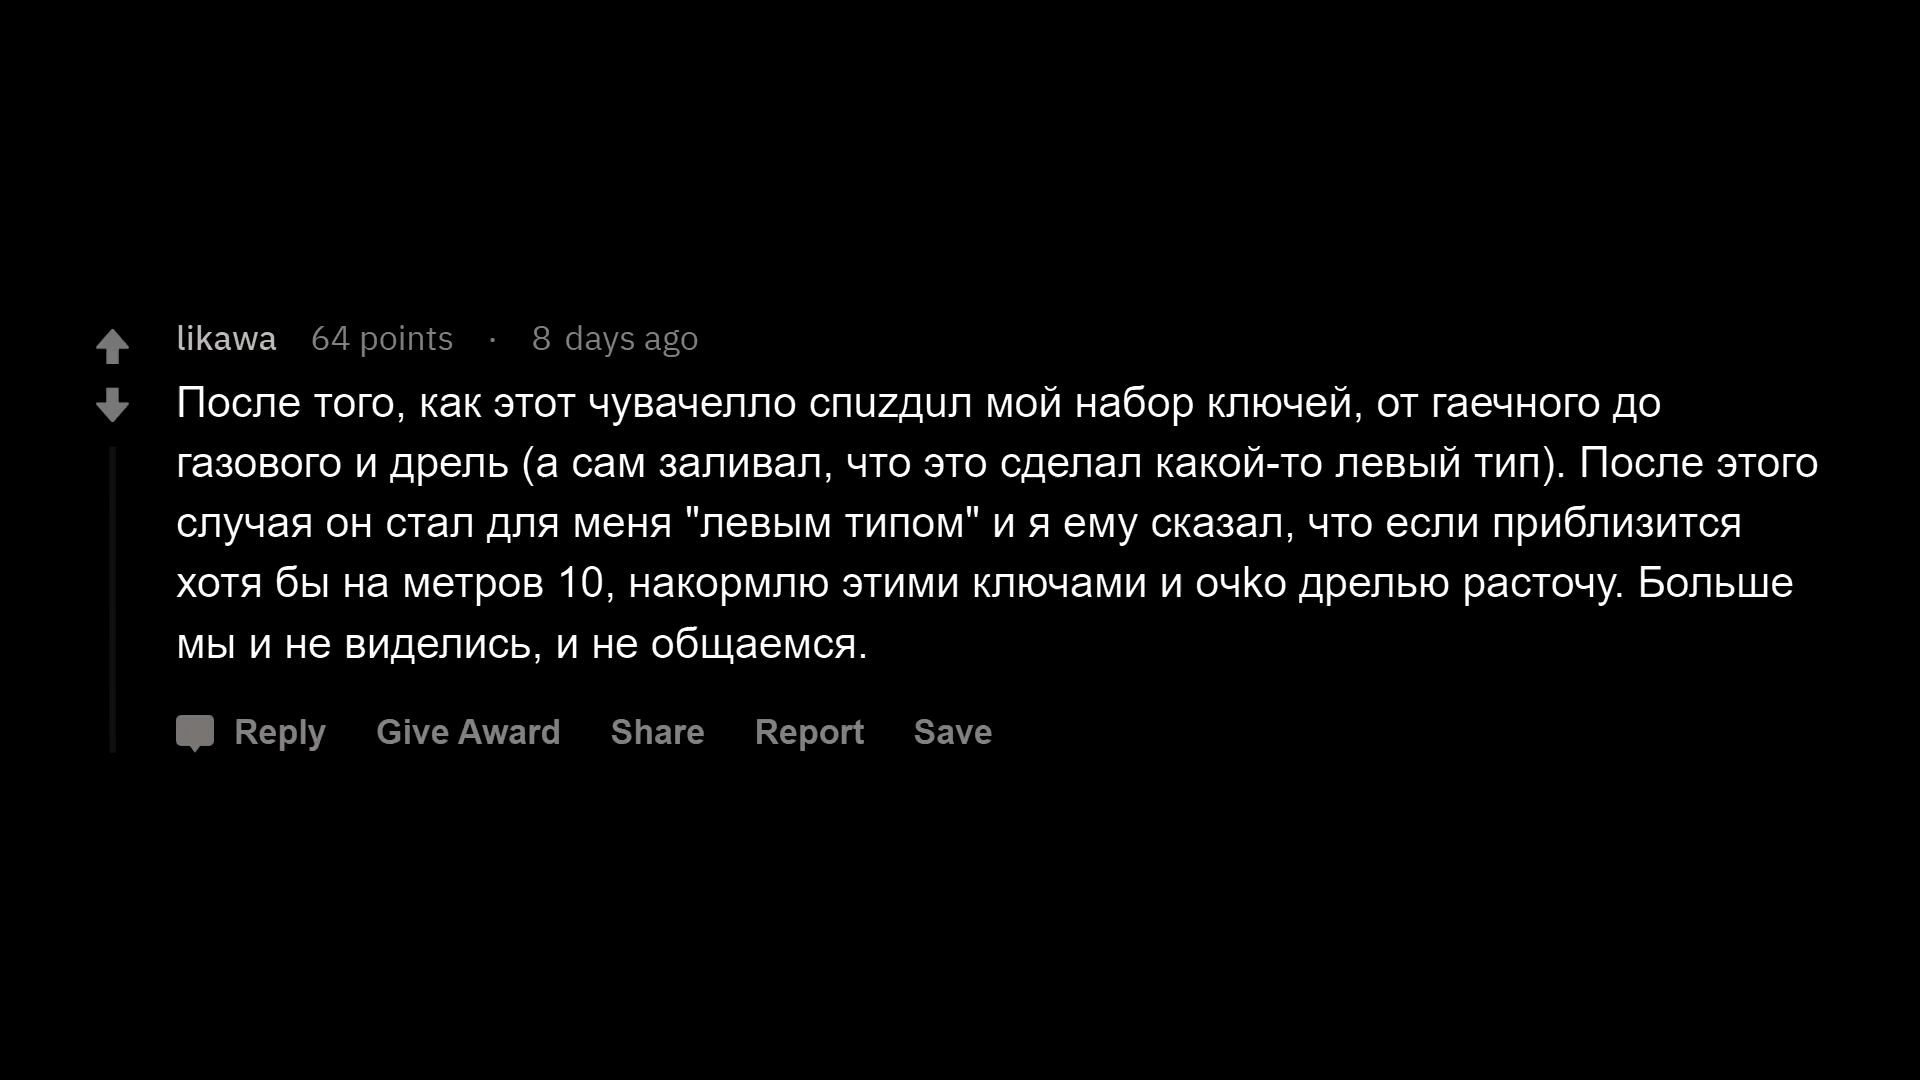 likawa 64 points · 8 days ago
После того, как этот чувачелло спuzдuл мой набор ключей, от гаечного до
газового и дрель (а сам заливал, что это сделал какой-то левый тип). После этого
случая он стал для меня "левым типом" и я ему сказал, что если приблизится
хотя бы на метров 10, накормлю этими ключами и очkо дрелью расточу. Больше
мы и не виделись, и не общаемся.
Reply Give Award Share Report Save